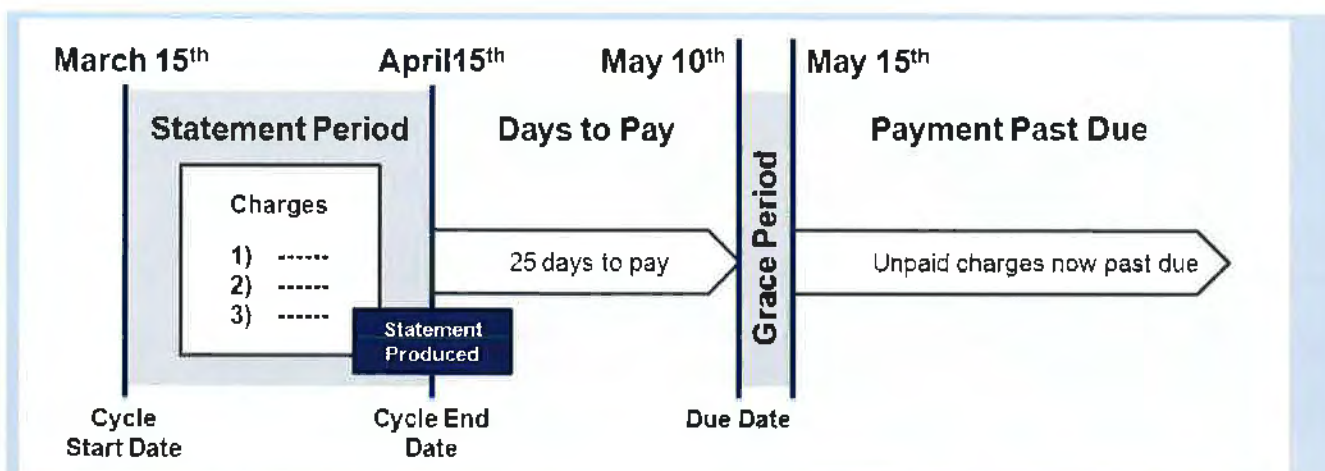 March 15th
April15th
May 10th
May 15th
Statement Period
Days to Pay
Grace Period
Payment Past Due
Charges
1) ------
2) ------
3) ------
25 days to pay
Unpaid charges now past due
Statement
Produced
Cycle
Start Date
Cycle End
Date
Due Date